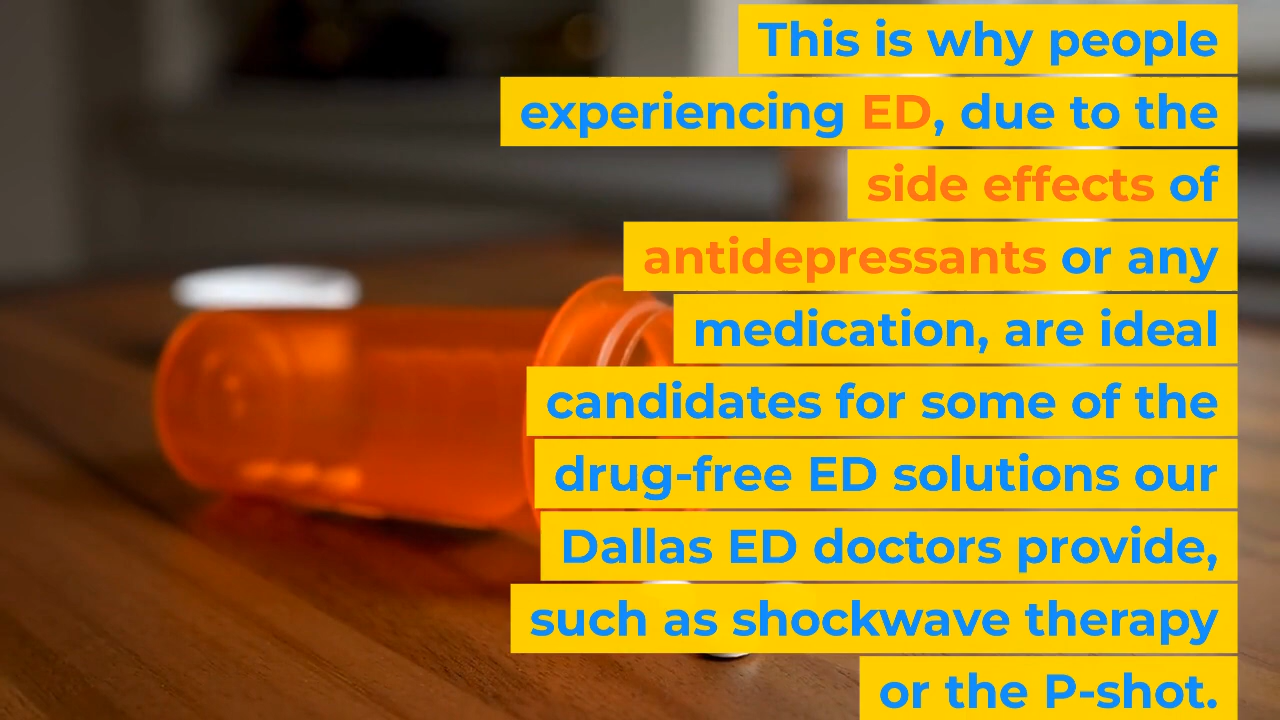 This is why people
experiencing ED, due to the
side effects of
antidepressants or any
medication, are ideal
candidates for some of the
drug-free ED solutions our
Dallas ED doctors provide,
such as shockwave therapy
or the P-shot.